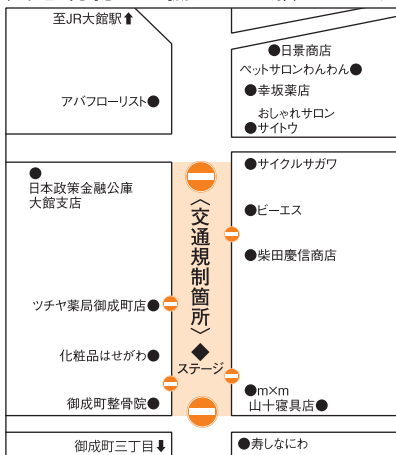 至JR大館駅⬆
●日景商店
ペットサロンわんわん●
●幸坂薬店
アバフローリスト●
おしゃれサロン
●サイトウ
●サイクルサガワ
●
日本政策金融公庫
大館支店
●ビーエス
〈交通規制箇所〉
●柴田慶信商店
ツチヤ薬局御成町店●
◆
ステージ
化粧品はせがわ●
●m×m
山十寝具店●
御成町整骨院●
御成町三丁目⬇
●寿しなにわ